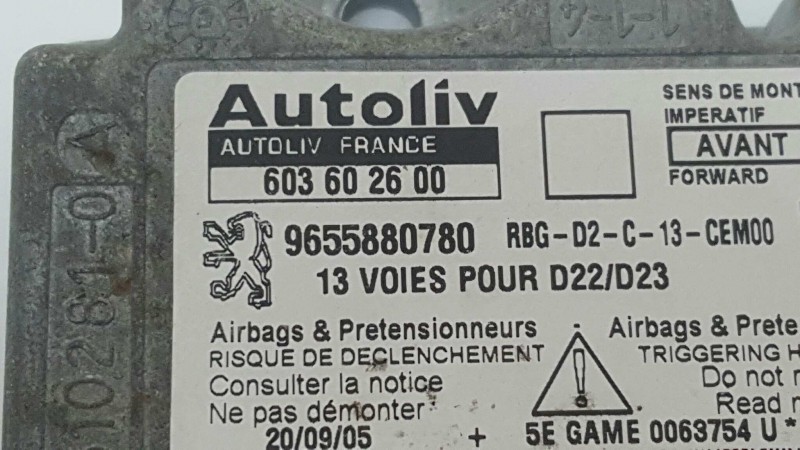 Autoliv
AUTOLIV FRANCE
603 60 26 00
SENS DE MONT
IMPERATIF
AVANT
FORWARD
9655880780 RBG-D2-C-13-CEM00
13 VOIES POUR D22/D23
Airbags & Pretensionneurs
RISQUE DE DECLENCHEMENT
Consulter la notice
Ne pas démonter
Airbags & Prete
TRIGGERING H
Do not r
Read r
20/09/05 + 5E GAME 0063754 U *
10281-0 A